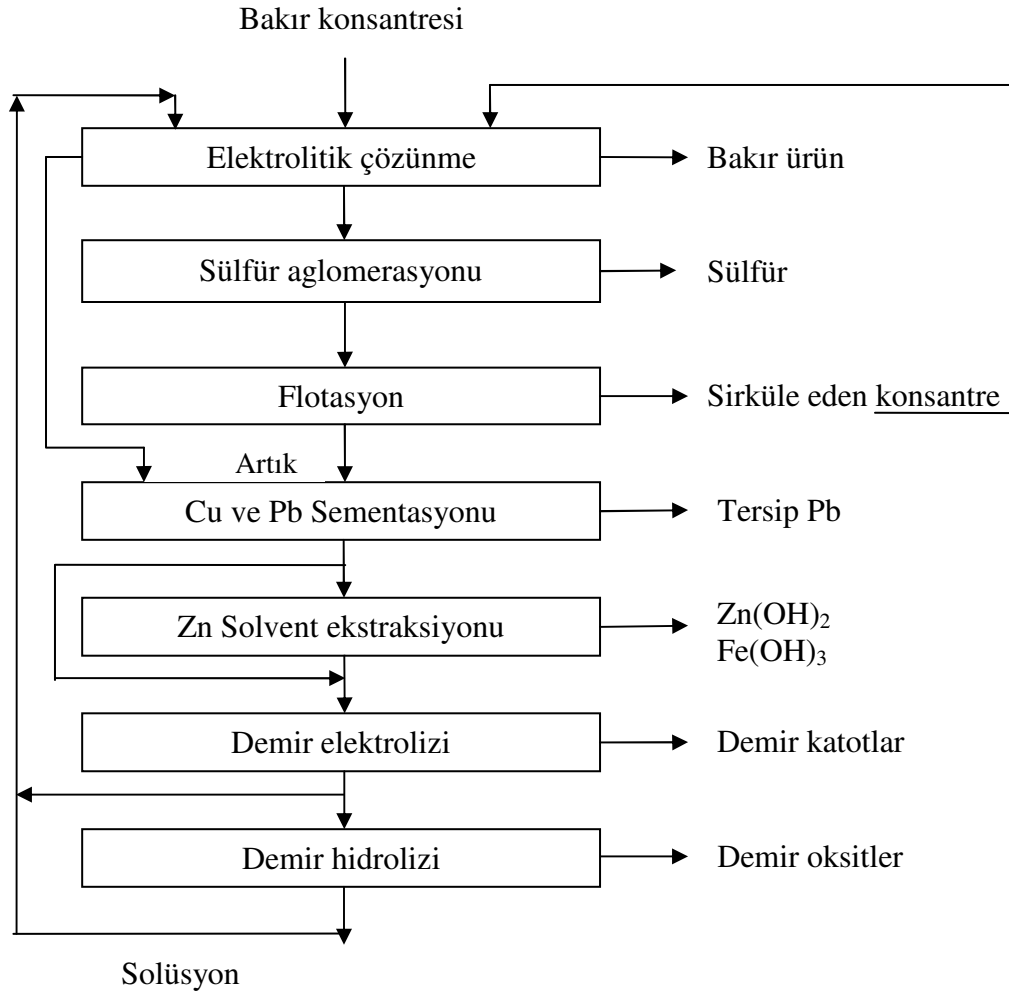 Bakır konsantresi
Elektrolitik çözünme
Bakır ürün
Sülfür aglomerasyonu
Sülfür
Flotasyon
Sirküle eden konsantre
Artık
Cu ve Pb Sementasyonu
Tersip Pb
Zn Solvent ekstraksiyonu
Zn(OH)₂
Fe(OH)₃
Demir elektrolizi
Demir katotlar
Demir hidrolizi
Demir oksitler
Solüsyon